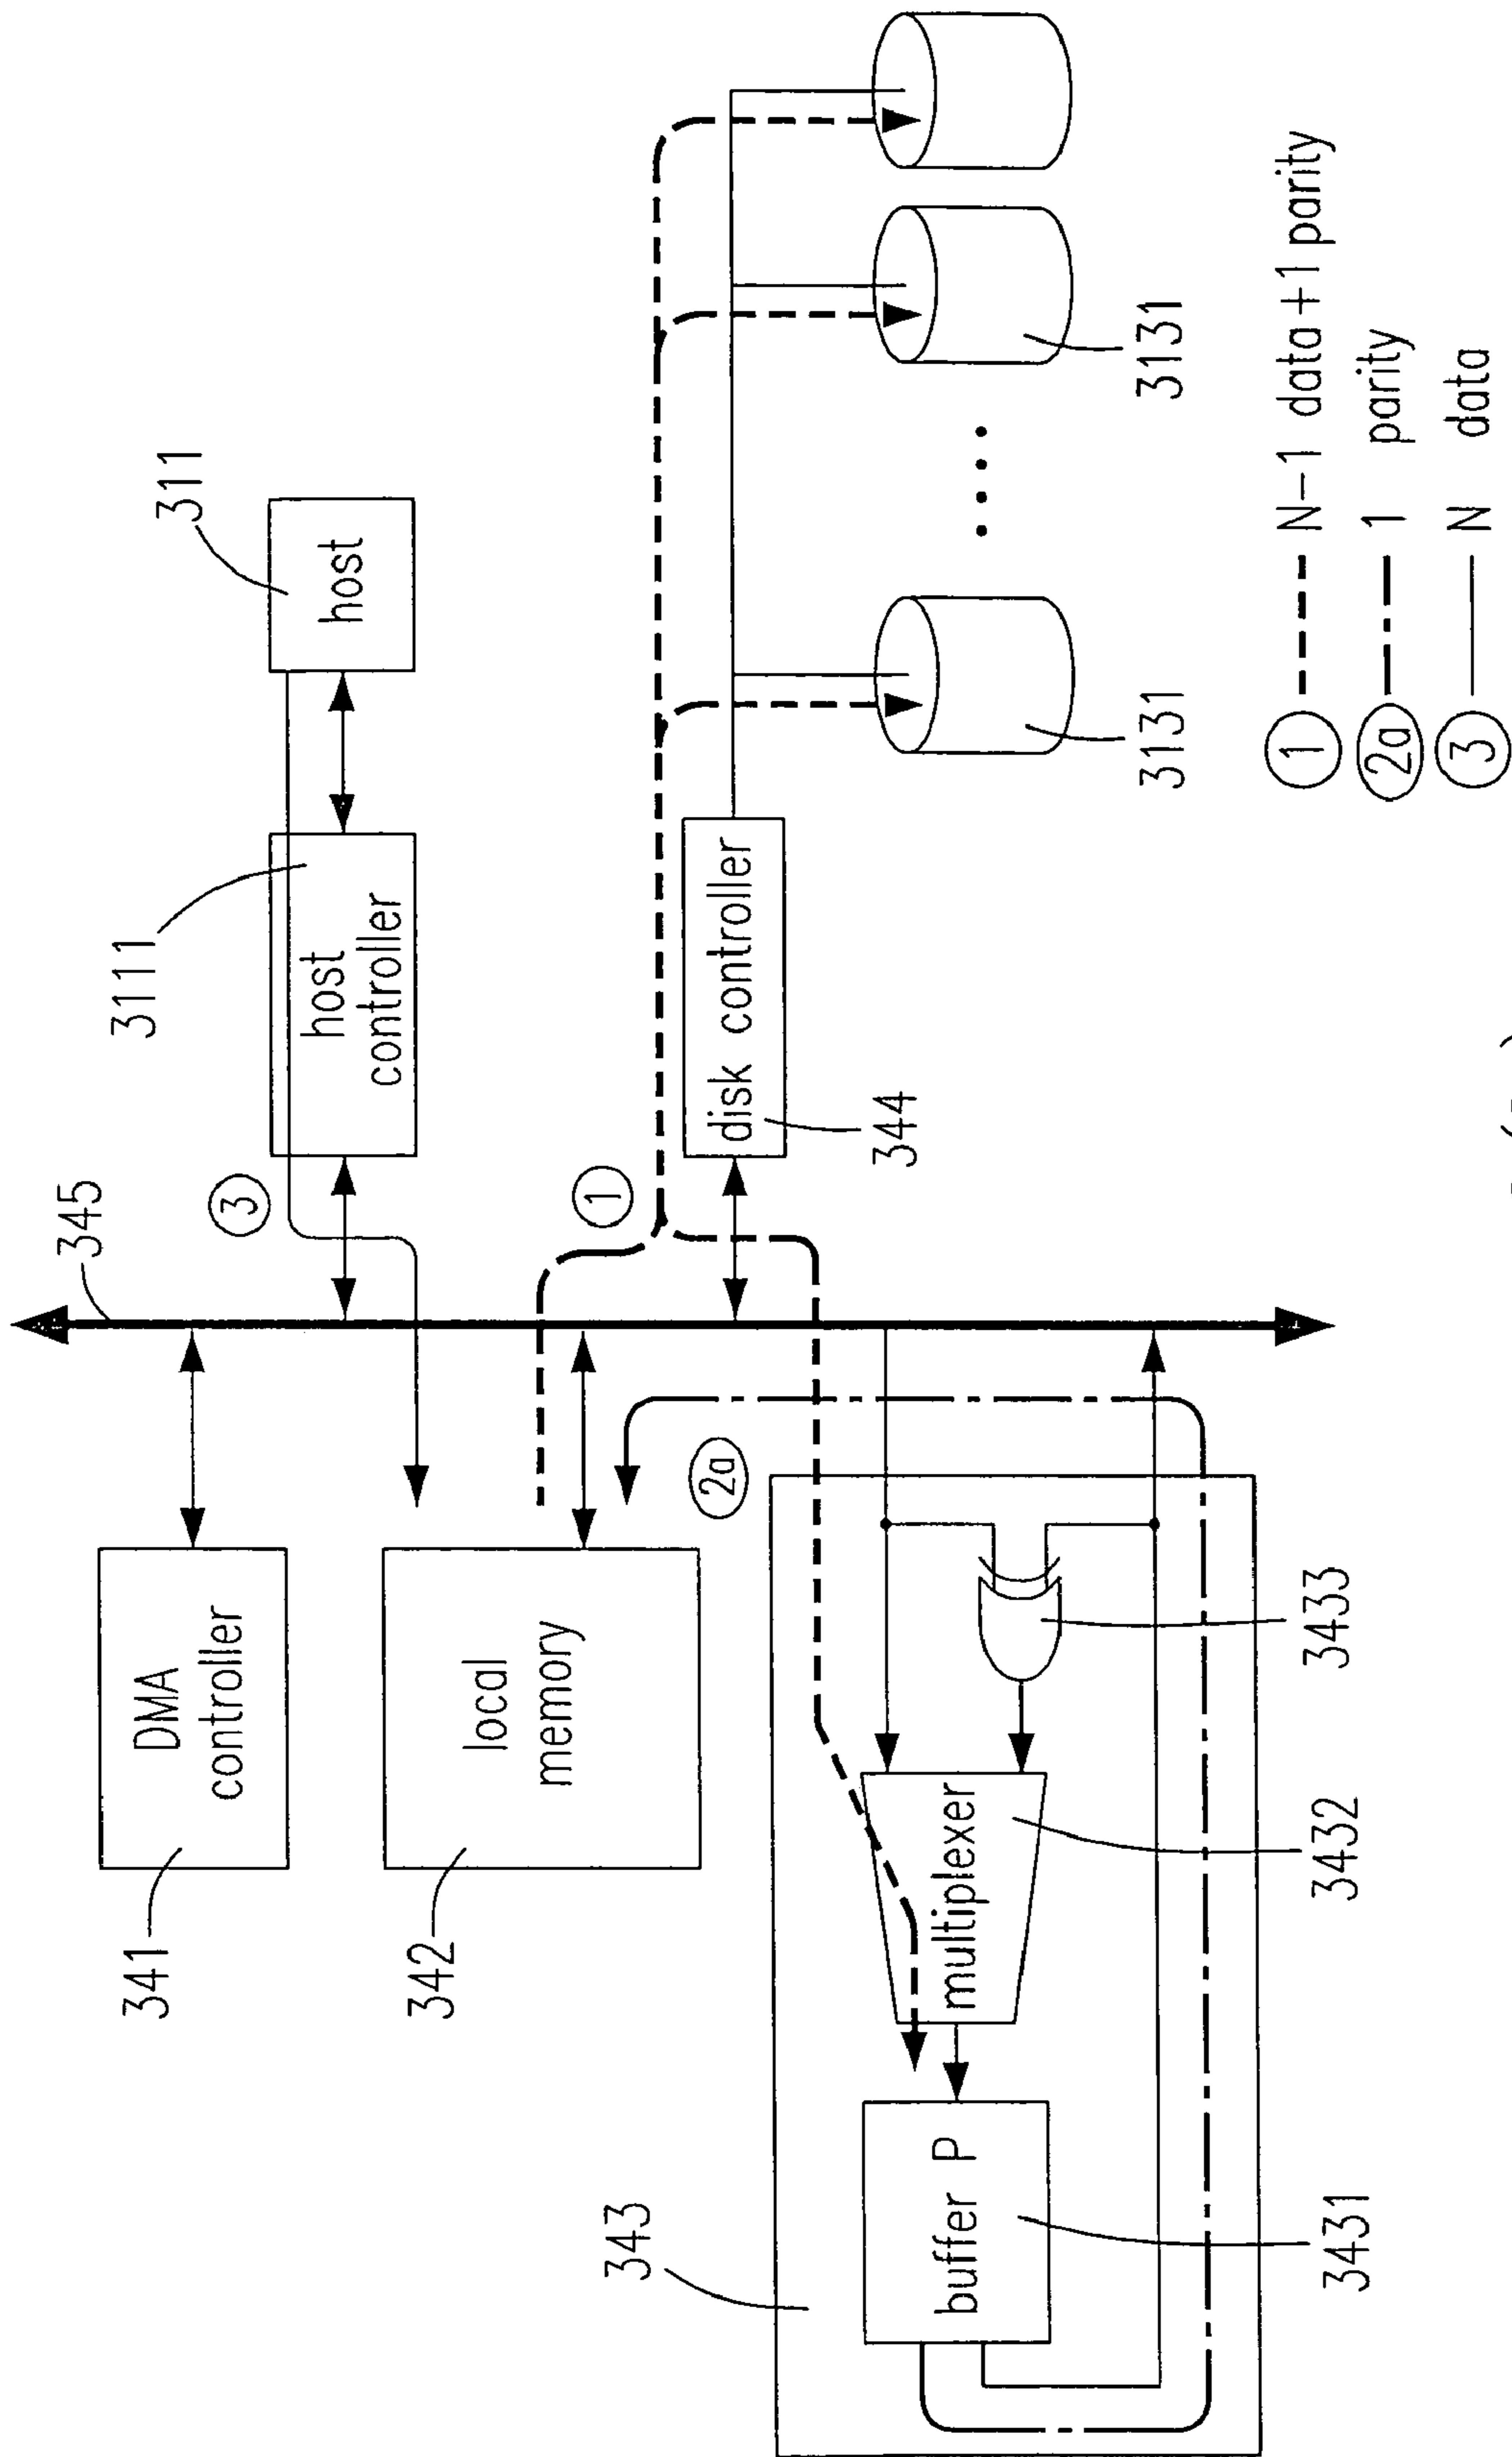 345
3111
311
DMA
controller
341
host
controller
host
3
local
memory
342
1
2a
disk controller
344
3131
3131
343
buffer P
multiplexer
3431
3432
3433
1 N-1 data+1 parity
2a 1 parity
3 N data